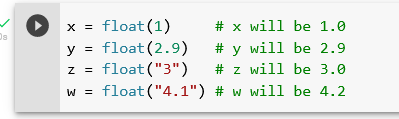 x = float(1)      # x will be 1.0
y = float(2.9)   # y will be 2.9
z = float("3")   # z will be 3.0
w = float("4.1") # w will be 4.2